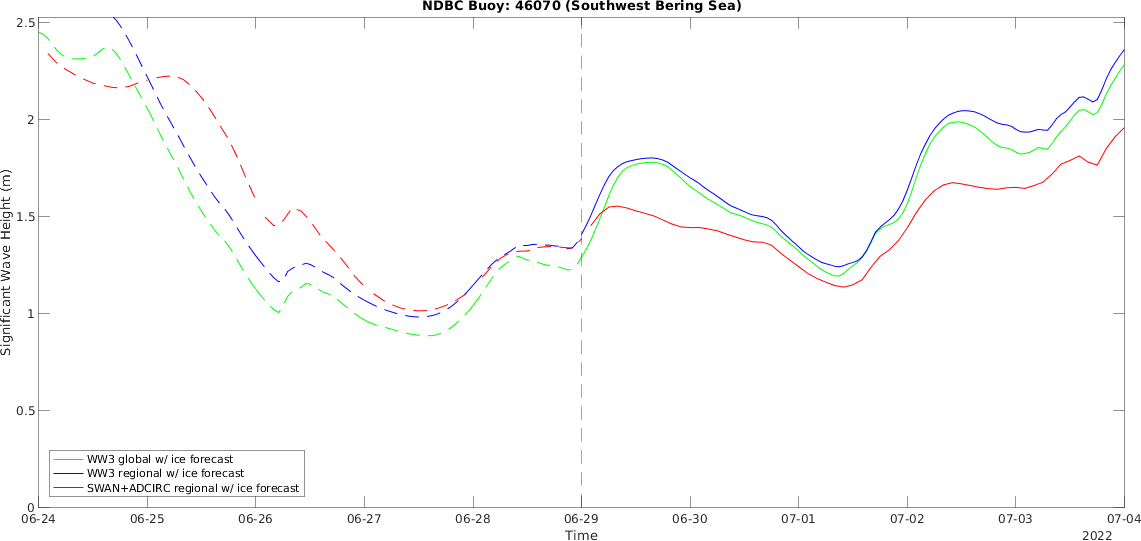 NDBC Buoy: 46070 (Southwest Bering Sea)
2.5
2
1.5
1
0.5
0
Significant Wave Height (m)
WW3 global w/ ice forecast
WW3 regional w/ ice forecast
SWAN+ADCIRC regional w/ ice forecast
06-24 06-25 06-26 06-27 06-28 06-29 06-30 07-01 07-02 07-03 07-04
Time
2022